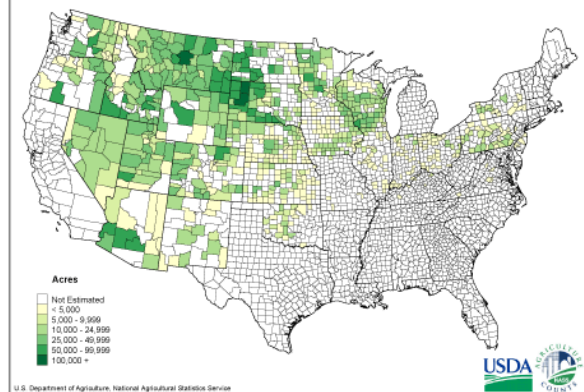 Acres
Not Estimated
< 5,000
5,000 - 9,999
10,000 - 24,999
25,000 - 49,999
50,000 - 99,999
100,000 +
U.S. Department of Agriculture, National Agricultural Statistics Service
USDA
AGRICULTURE
NASS
COUNTS